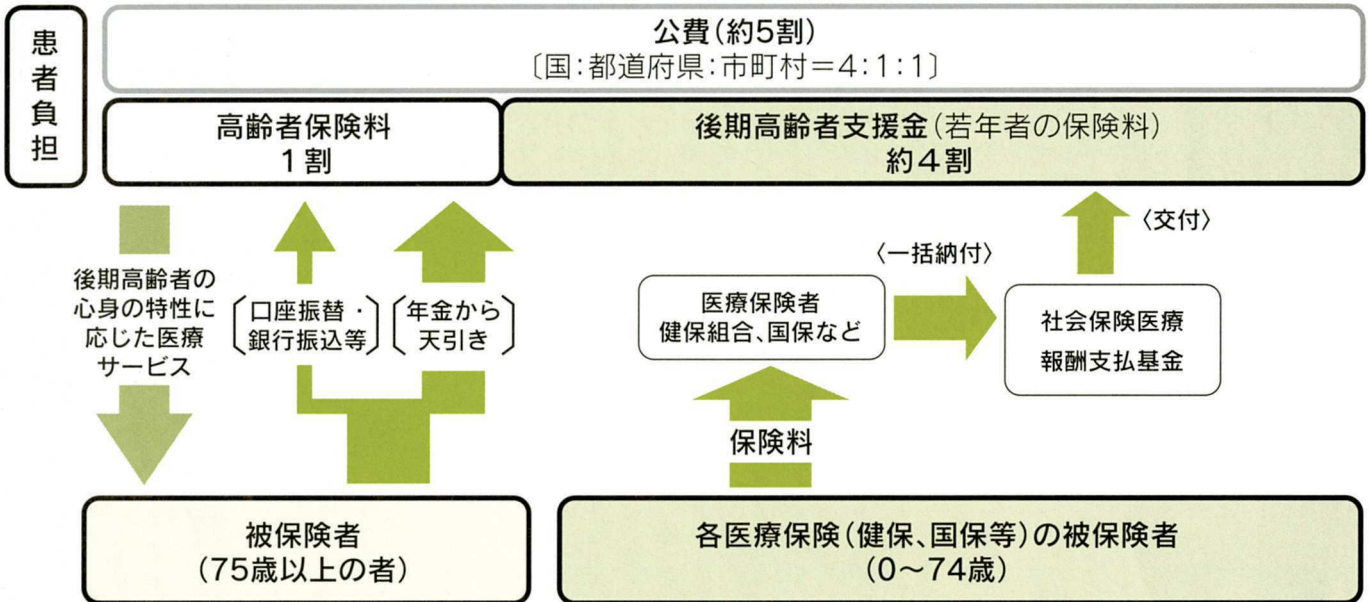 患者負担
公費（約5割）
〔国：都道府県：市町村＝4：1：1〕
高齢者保険料
1割
後期高齢者支援金（若年者の保険料）
約4割
後期高齢者の
心身の特性に
応じた医療
サービス
口座振替・
銀行振込等
年金から
天引き
医療保険者
健保組合、国保など
〈一括納付〉
社会保険医療
報酬支払基金
〈交付〉
保険料
被保険者
（75歳以上の者）
各医療保険（健保、国保等）の被保険者
（0～74歳）